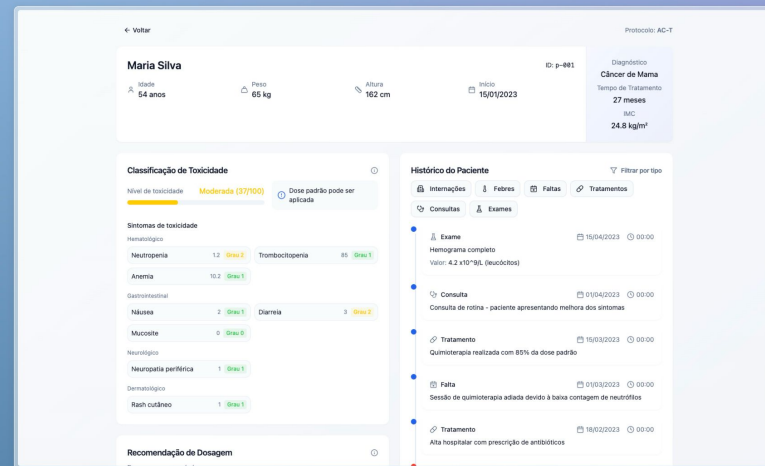 ← Voltar
Protocolo: AC-T
Maria Silva
ID: p-001
Idade
54 anos
Peso
65 kg
Altura
162 cm
Início
15/01/2023
Diagnóstico
Câncer de Mama
Tempo de Tratamento
27 meses
IMC
24.8 kg/m²
Classificação de Toxicidade
Nível de toxicidade Moderada (37/100)
Dose padrão pode ser
aplicada
Sintomas de toxicidade
Hematológico
Neutropenia 1.2 Grau 2
Trombocitopenia 85 Grau 1
Anemia 10.2 Grau 1
Gastrointestinal
Náusea 2 Grau 1
Diarreia 3 Grau 2
Mucosite 0 Grau 0
Neurológico
Neuropatia periférica 1 Grau 1
Dermatológico
Rash cutâneo 1 Grau 1
Recomendação de Dosagem
Histórico do Paciente
Filtrar por tipo
Internações Febres Faltas Tratamentos
Consultas Exames
Exame 15/04/2023 00:00
Hemograma completo
Valor: 4.2 x10^9/L (leucócitos)
Consulta 01/04/2023 00:00
Consulta de rotina - paciente apresentando melhora dos sintomas
Tratamento 15/03/2023 00:00
Quimioterapia realizada com 85% da dose padrão
Falta 01/03/2023 00:00
Sessão de quimioterapia adiada devido à baixa contagem de neutrófilos
Tratamento 18/02/2023 00:00
Alta hospitalar com prescrição de antibióticos